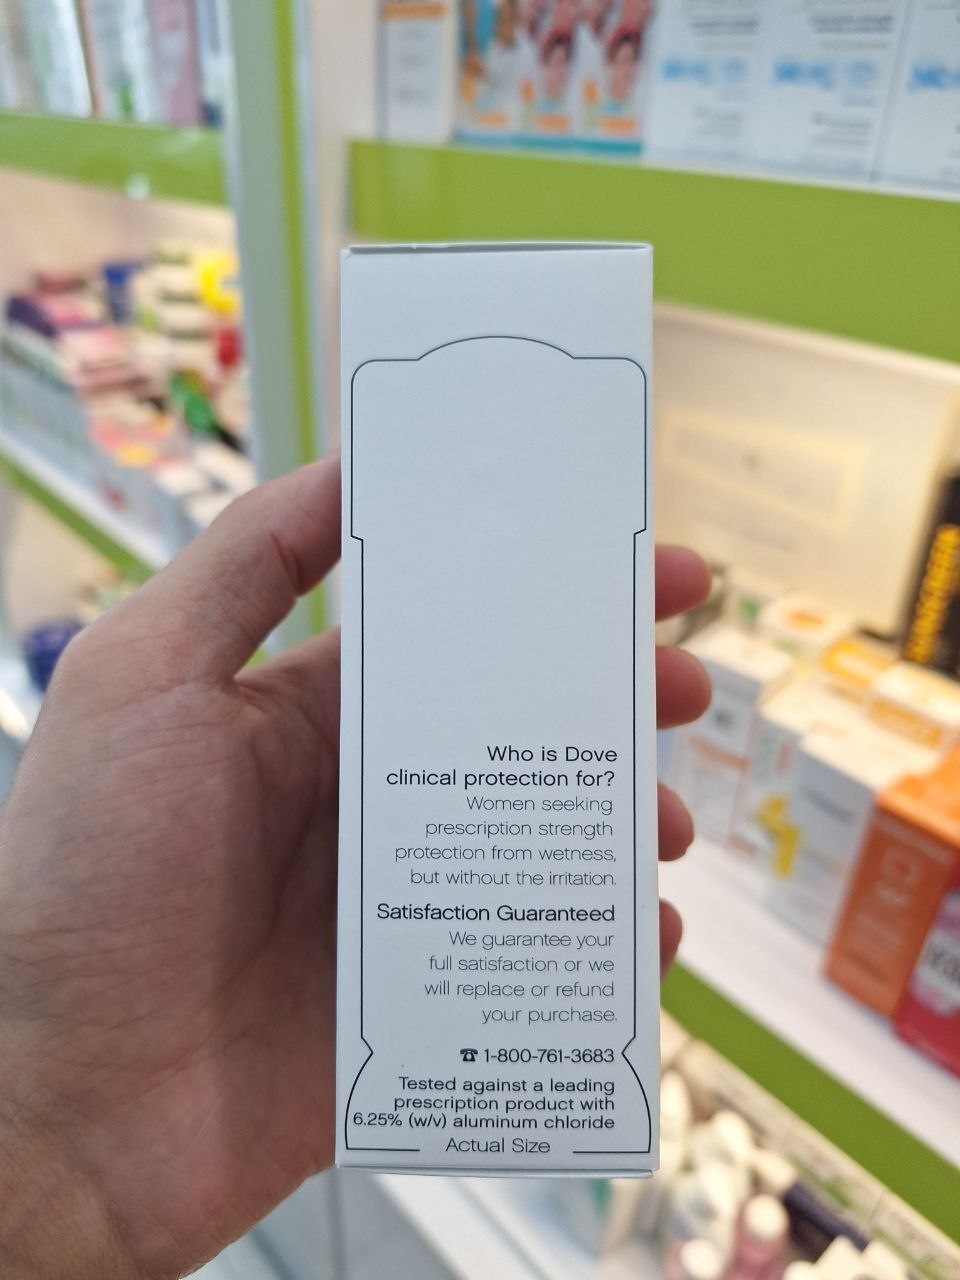 Who is Dove
clinical protection for?
Women seeking
prescription strength
protection from wetness,
but without the irritation.
Satisfaction Guaranteed
We guarantee your
full satisfaction or we
will replace or refund
your purchase.
☎ 1-800-761-3683
Tested against a leading
prescription product with
6.25% (w/v) aluminum chloride
Actual Size